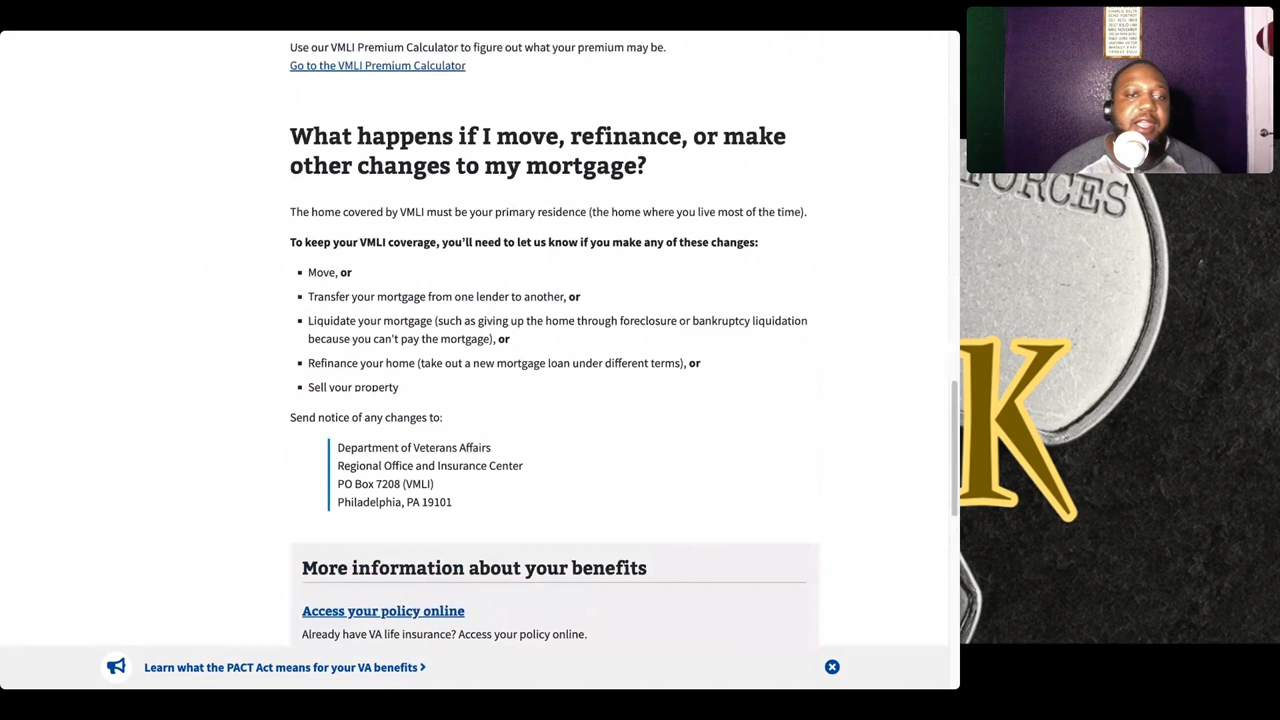 Use our VMLI Premium Calculator to figure out what your premium may be.
Go to the VMLI Premium Calculator
What happens if I move, refinance, or make
other changes to my mortgage?
The home covered by VMLI must be your primary residence (the home where you live most of the time).
To keep your VMLI coverage, you’ll need to let us know if you make any of these changes:
Move, or
Transfer your mortgage from one lender to another, or
Liquidate your mortgage (such as giving up the home through foreclosure or bankruptcy liquidation
because you can't pay the mortgage), or
Refinance your home (take out a new mortgage loan under different terms), or
Sell your property
Send notice of any changes to:
Department of Veterans Affairs
Regional Office and Insurance Center
PO Box 7208 (VMLI)
Philadelphia, PA 19101
More information about your benefits
Access your policy online
Already have VA life insurance? Access your policy online.
Learn what the PACT Act means for your VA benefits
FORCES
K